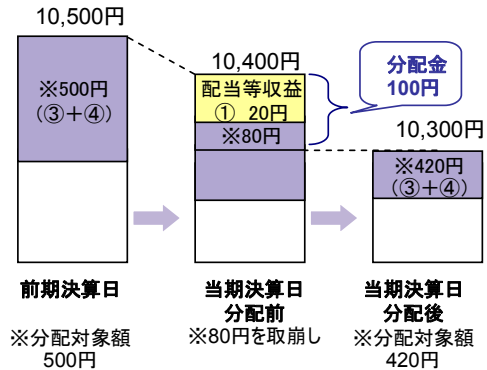 10,500円
※500円
（③＋④）
10,400円
配当等収益
① 20円
※80円
分配金
100円
10,300円
※420円
（③＋④）
前期決算日
※分配対象額
500円
当期決算日
分配前
※80円を取崩し
当期決算日
分配後
※分配対象額
420円